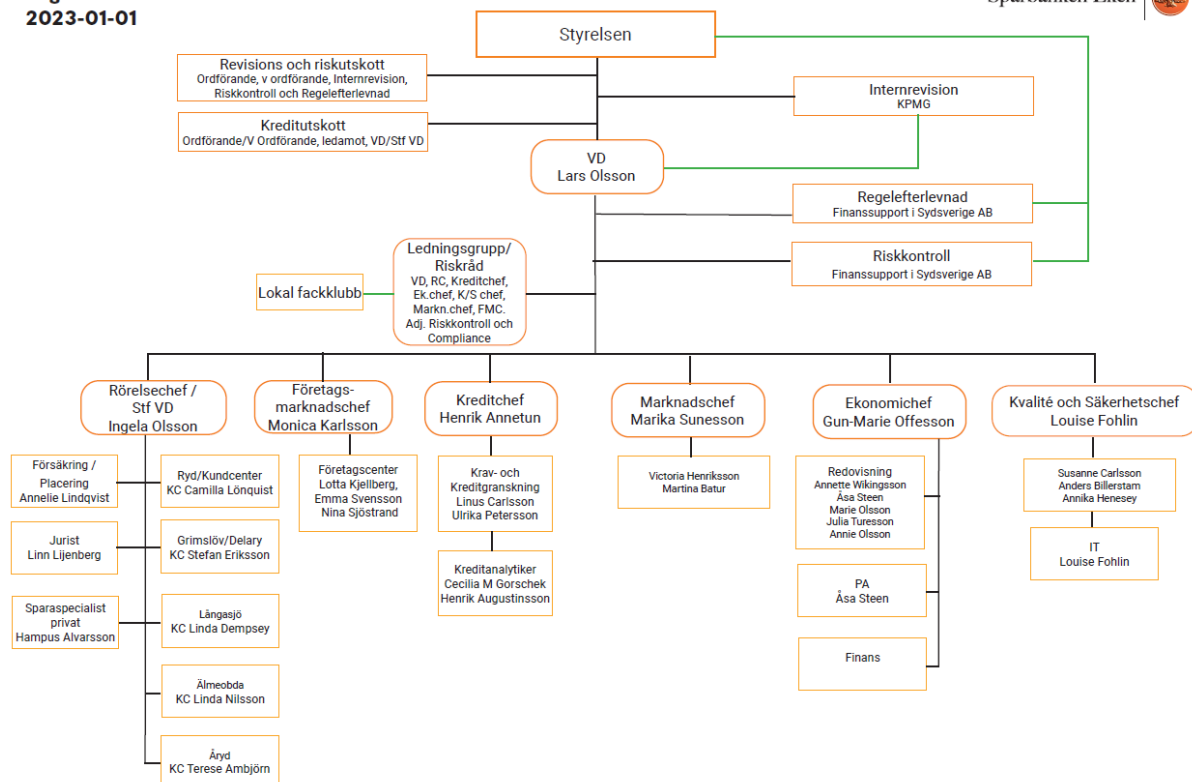 2023-01-01
Sparbanken Eken
Styrelsen
Revisions och riskutskott
Ordförande, v ordförande, Internrevision,
Riskkontroll och Regelefterlevnad
Internrevision
KPMG
Kreditutskott
Ordförande/V Ordförande, ledamot, VD/Stf VD
VD
Lars Olsson
Regelefterlevnad
Finanssupport i Sydsverige AB
Riskkontroll
Finanssupport i Sydsverige AB
Ledningsgrupp/
Riskråd
VD, RC, Kreditchef,
Ek.chef, K/S chef,
Markn.chef, FMC.
Adj. Riskkontroll och
Compliance
Lokal fackklubb
Rörelsechef /
Stf VD
Ingela Olsson
Företags-
marknadschef
Monica Karlsson
Kreditchef
Henrik Annetun
Marknadschef
Marika Sunesson
Ekonomichef
Gun-Marie Offesson
Kvalité och Säkerhetschef
Louise Fohlin
Försäkring /
Placering
Annelie Lindqvist
Ryd/Kundcenter
KC Camilla Lönquist
Jurist
Linn Lijenberg
Grimslöv/Delary
KC Stefan Eriksson
Sparaspecialist
privat
Hampus Alvarsson
Långasjö
KC Linda Dempsey
Älmeobda
KC Linda Nilsson
Åryd
KC Terese Ambjörn
Företagscenter
Lotta Kjellberg,
Emma Svensson
Nina Sjöstrand
Krav- och
Kreditgranskning
Linus Carlsson
Ulrika Petersson
Kreditanalytiker
Cecilia M Gorschek
Henrik Augustinsson
Victoria Henriksson
Martina Batur
Redovisning
Annette Wikingsson
Åsa Steen
Marie Olsson
Julia Turesson
Annie Olsson
PA
Åsa Steen
Finans
Susanne Carlsson
Anders Billerstam
Annika Henesey
IT
Louise Fohlin